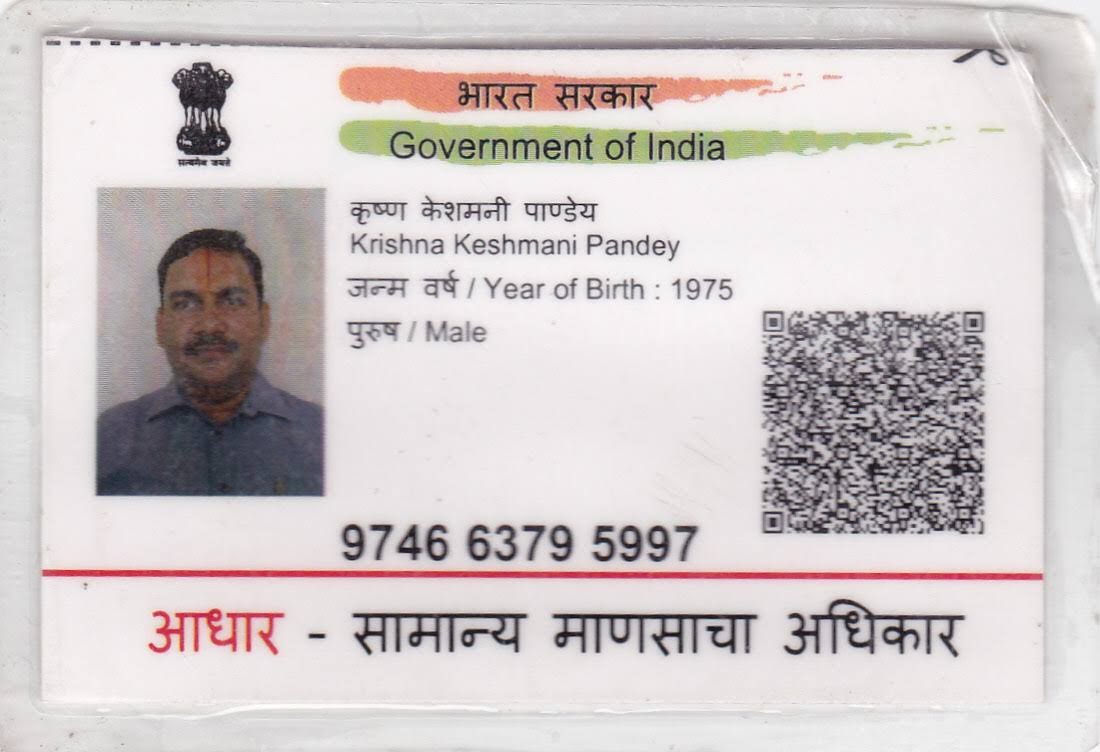 भारत सरकार
Government of India
सत्यमेव जयते
कृष्ण केशमनी पाण्डेय
Krishna Keshmani Pandey
जन्म वर्ष / Year of Birth : 1975
पुरुष / Male
9746 6379 5997
आधार - सामान्य माणसाचा अधिकार